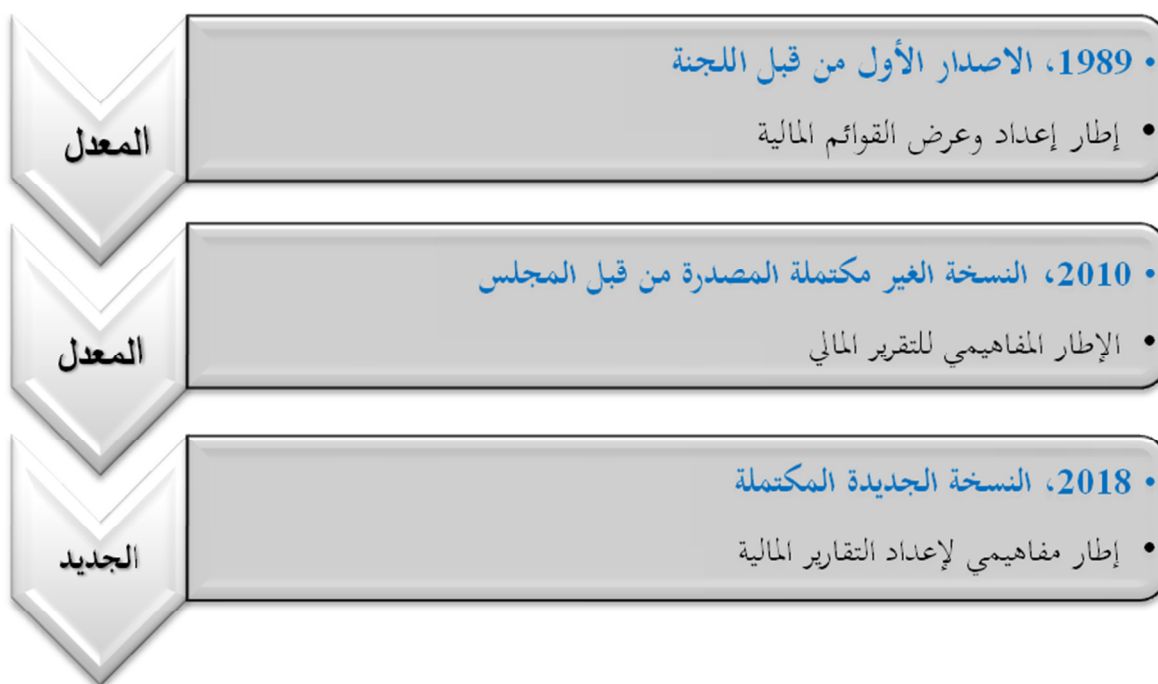 المعدل
• 1989، الاصدار الأول من قبل اللجنة
• إطار إعداد وعرض القوائم المالية
المعدل
• 2010، النسخة الغير مكتملة المصدرة من قبل المجلس
• الإطار المفاهيمي للتقرير المالي
الجديد
• 2018، النسخة الجديدة المكتملة
• إطار مفاهيمي لإعداد التقارير المالية